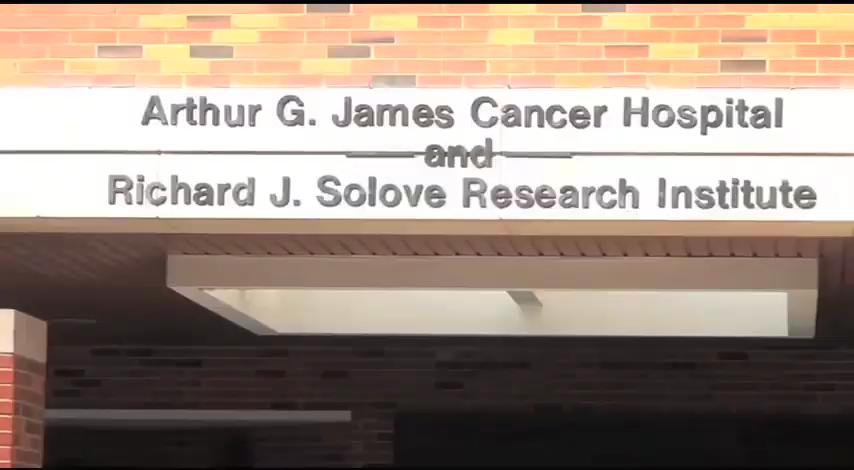 Arthur G. James Cancer Hospital
and
Richard J. Solove Research Institute